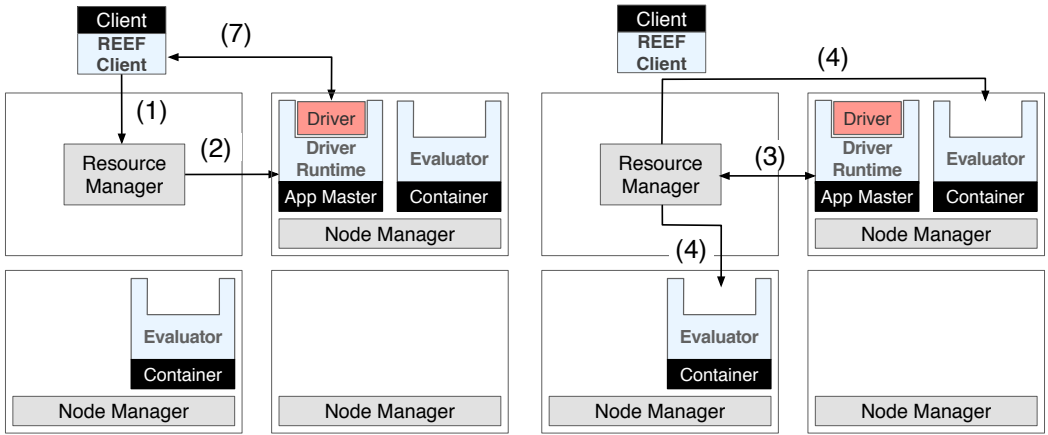 Client
REEF
Client
(7)
(1)
(2)
Resource
Manager
Driver
Driver
Runtime
App Master
Evaluator
Container
Node Manager
Evaluator
Container
Node Manager
Node Manager
Client
REEF
Client
(4)
Resource
Manager
(3)
(4)
Driver
Driver
Runtime
App Master
Evaluator
Container
Node Manager
Evaluator
Container
Node Manager
Node Manager